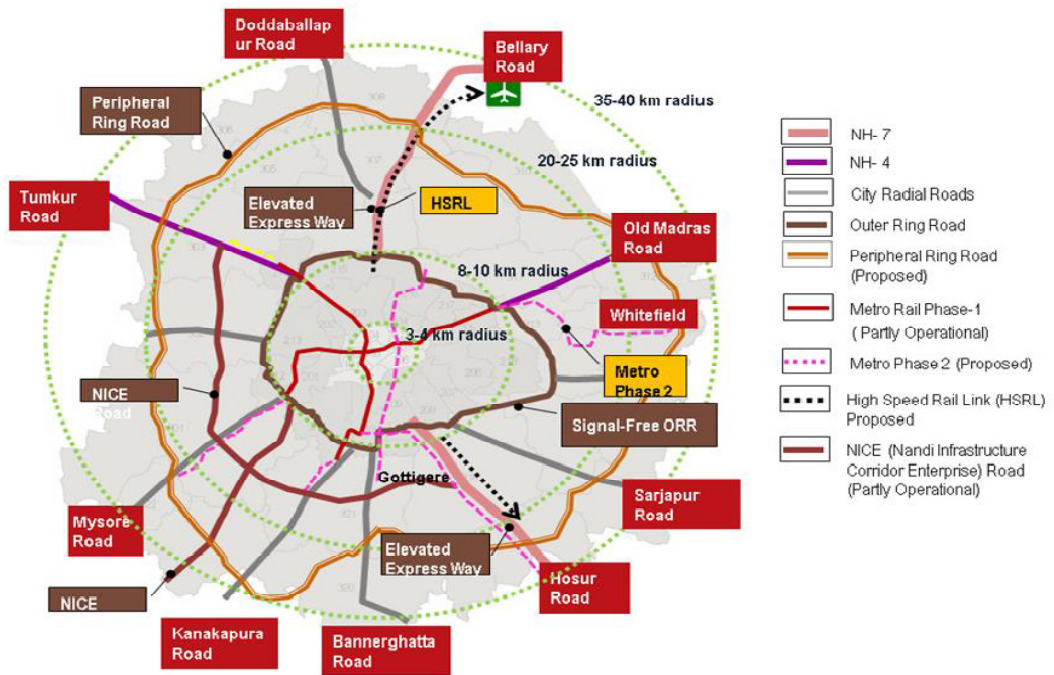 Doddaballap
ur Road
Bellary
Road
Peripheral
Ring Road
35-40 km radius
20-25 km radius
Tumkur
Road
Elevated
Express Way
HSRL
Old Madras
Road
8-10 km radius
3-4 km radius
Whitefield
NICE
Road
Metro
Phase 2
Signal-Free ORR
Gottigere
Sarjapur
Road
Mysore
Road
Elevated
Express Way
Hosur
Road
NICE
Kanakapura
Road
Bannerghatta
Road
NH- 7
NH- 4
City Radial Roads
Outer Ring Road
Peripheral Ring Road
(Proposed)
Metro Rail Phase-1
( Partly Operational)
Metro Phase 2 (Proposed)
High Speed Rail Link (HSRL)
Proposed
NICE (Nandi Infrastructure
Corridor Enterprise) Road
(Partly Operational)